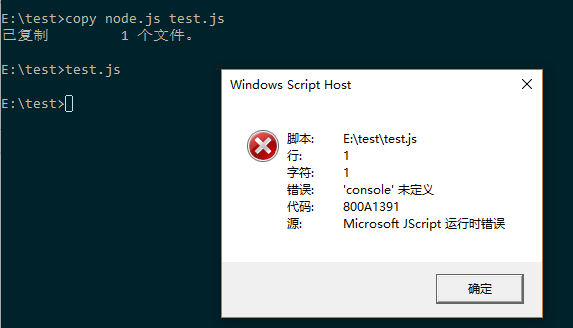 E:\test>copy node.js test.js
已复制         1 个文件。
E:\test>test.js
E:\test>
Windows Script Host
脚本: E:\test\test.js
行: 1
字符: 1
错误: 'console' 未定义
代码: 800A1391
源: Microsoft JScript 运行时错误
确定